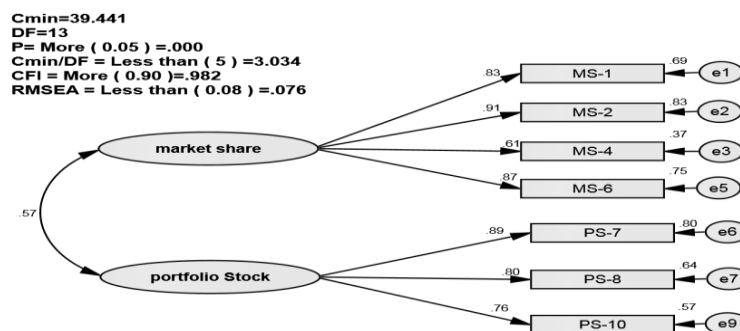 Cmin=39.441
DF=13
P= More ( 0.05 ) =.000
Cmin/DF = Less than ( 5 ) =3.034
CFI = More ( 0.90 ) =.982
RMSEA = Less than ( 0.08 ) =.076
.83
MS-1
.69
e1
.91
MS-2
.83
e2
market share
.61
MS-4
.37
e3
.87
MS-6
.75
e5
.57
.89
PS-7
.80
e6
portfolio Stock
.80
PS-8
.64
e7
.76
PS-10
.57
e9